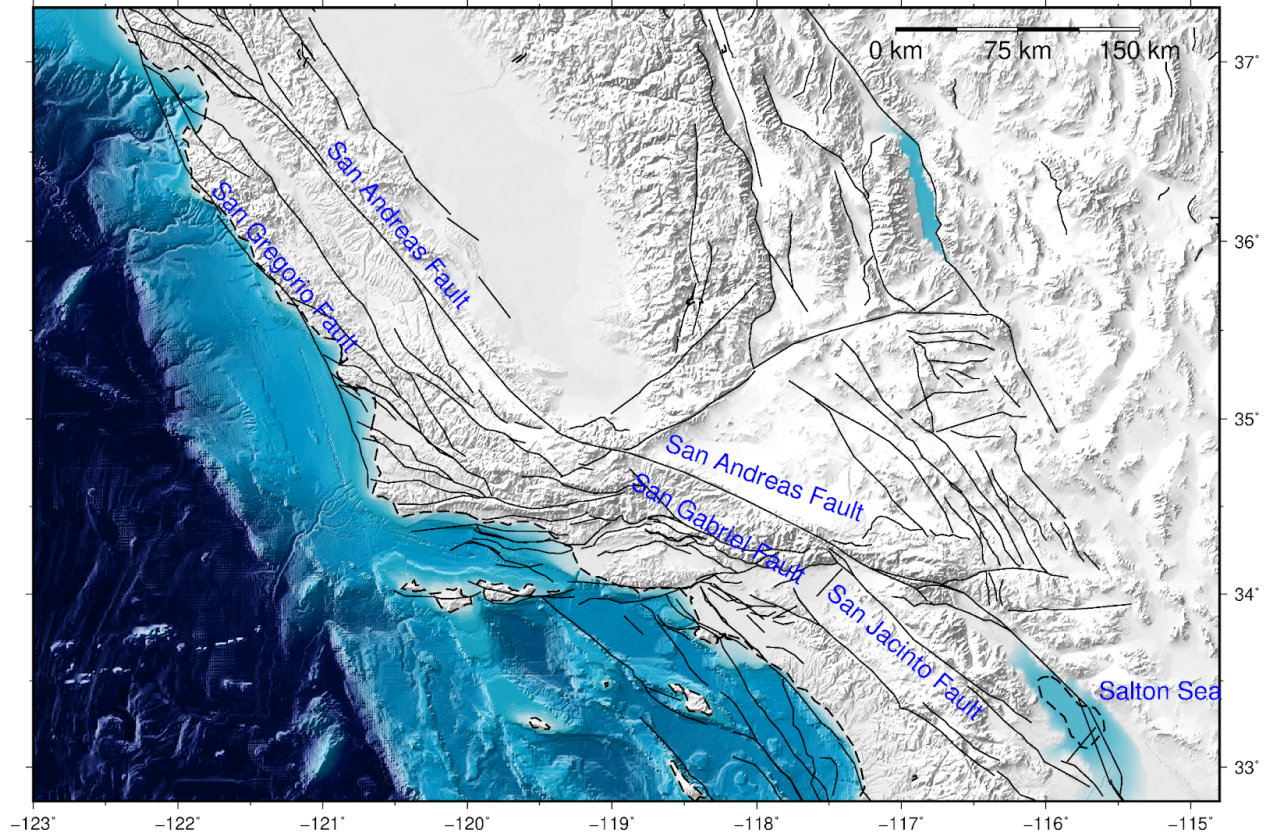 0 km 75 km 150 km
37°
San Andreas Fault
San Gregorio Fault
36°
35°
San Andreas Fault
San Gabriel Fault
34°
San Jacinto Fault
Salton Sea
33°
−123° −122° −121° −120° −119° −118° −117° −116° −115°